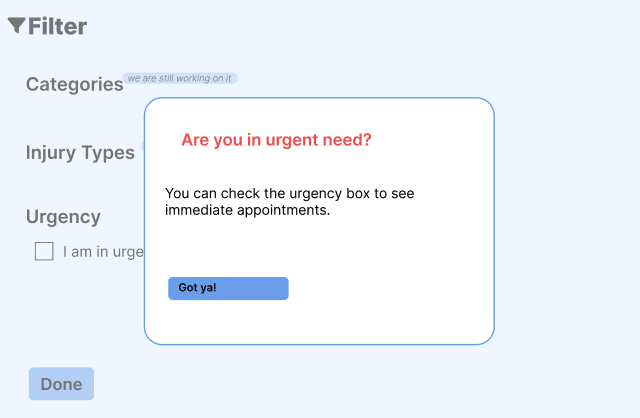 Filter
Categories
we are still working on it
Injury Types
Are you in urgent need?
You can check the urgency box to see
immediate appointments.
Urgency
I am in
Got ya!
Done